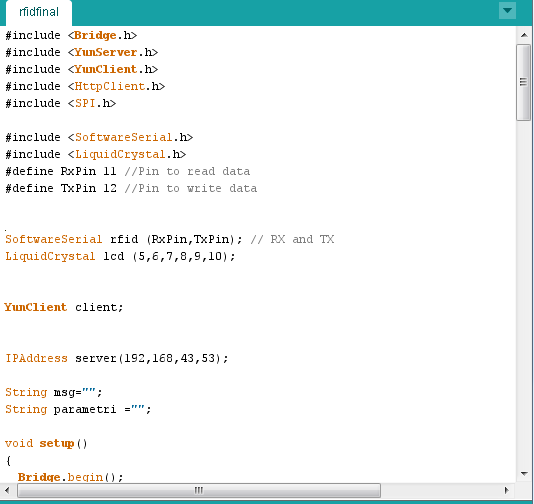 rfidfinal
#include <Bridge.h>
#include <YunServer.h>
#include <YunClient.h>
#include <HttpClient.h>
#include <SPI.h>
#include <SoftwareSerial.h>
#include <LiquidCrystal.h>
#define RxPin 11 //Pin to read data
#define TxPin 12 //Pin to write data
SoftwareSerial rfid (RxPin,TxPin); // RX and TX
LiquidCrystal lcd (5,6,7,8,9,10);
YunClient client;
IPAddress server(192,168,43,53);
String msg="";
String parametri ="";
void setup()
{
Bridge.begin();